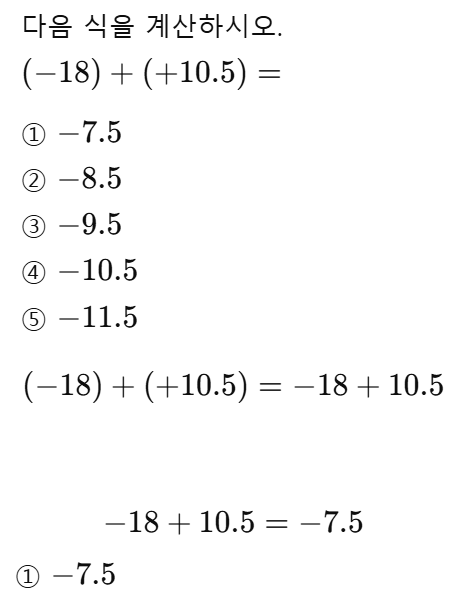 다음 식을 계산하시오.
(−18) + (+10.5) =
① −7.5
② −8.5
③ −9.5
④ −10.5
⑤ −11.5
(−18) + (+10.5) = −18 + 10.5
−18 + 10.5 = −7.5
① −7.5